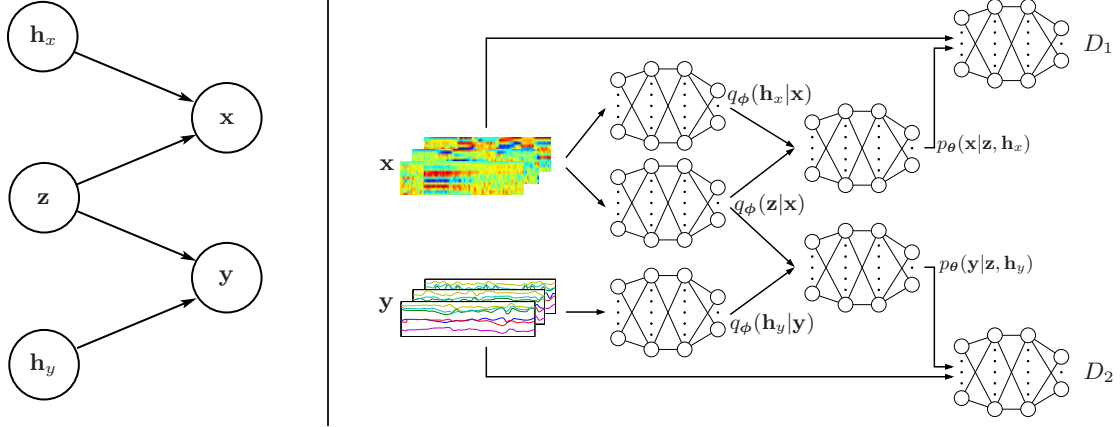 h_x
x
z
y
h_y
x
y
q_ϕ(h_x|x)
q_ϕ(z|x)
q_ϕ(h_y|y)
p_θ(x|z, h_x)
p_θ(y|z, h_y)
D_1
D_2